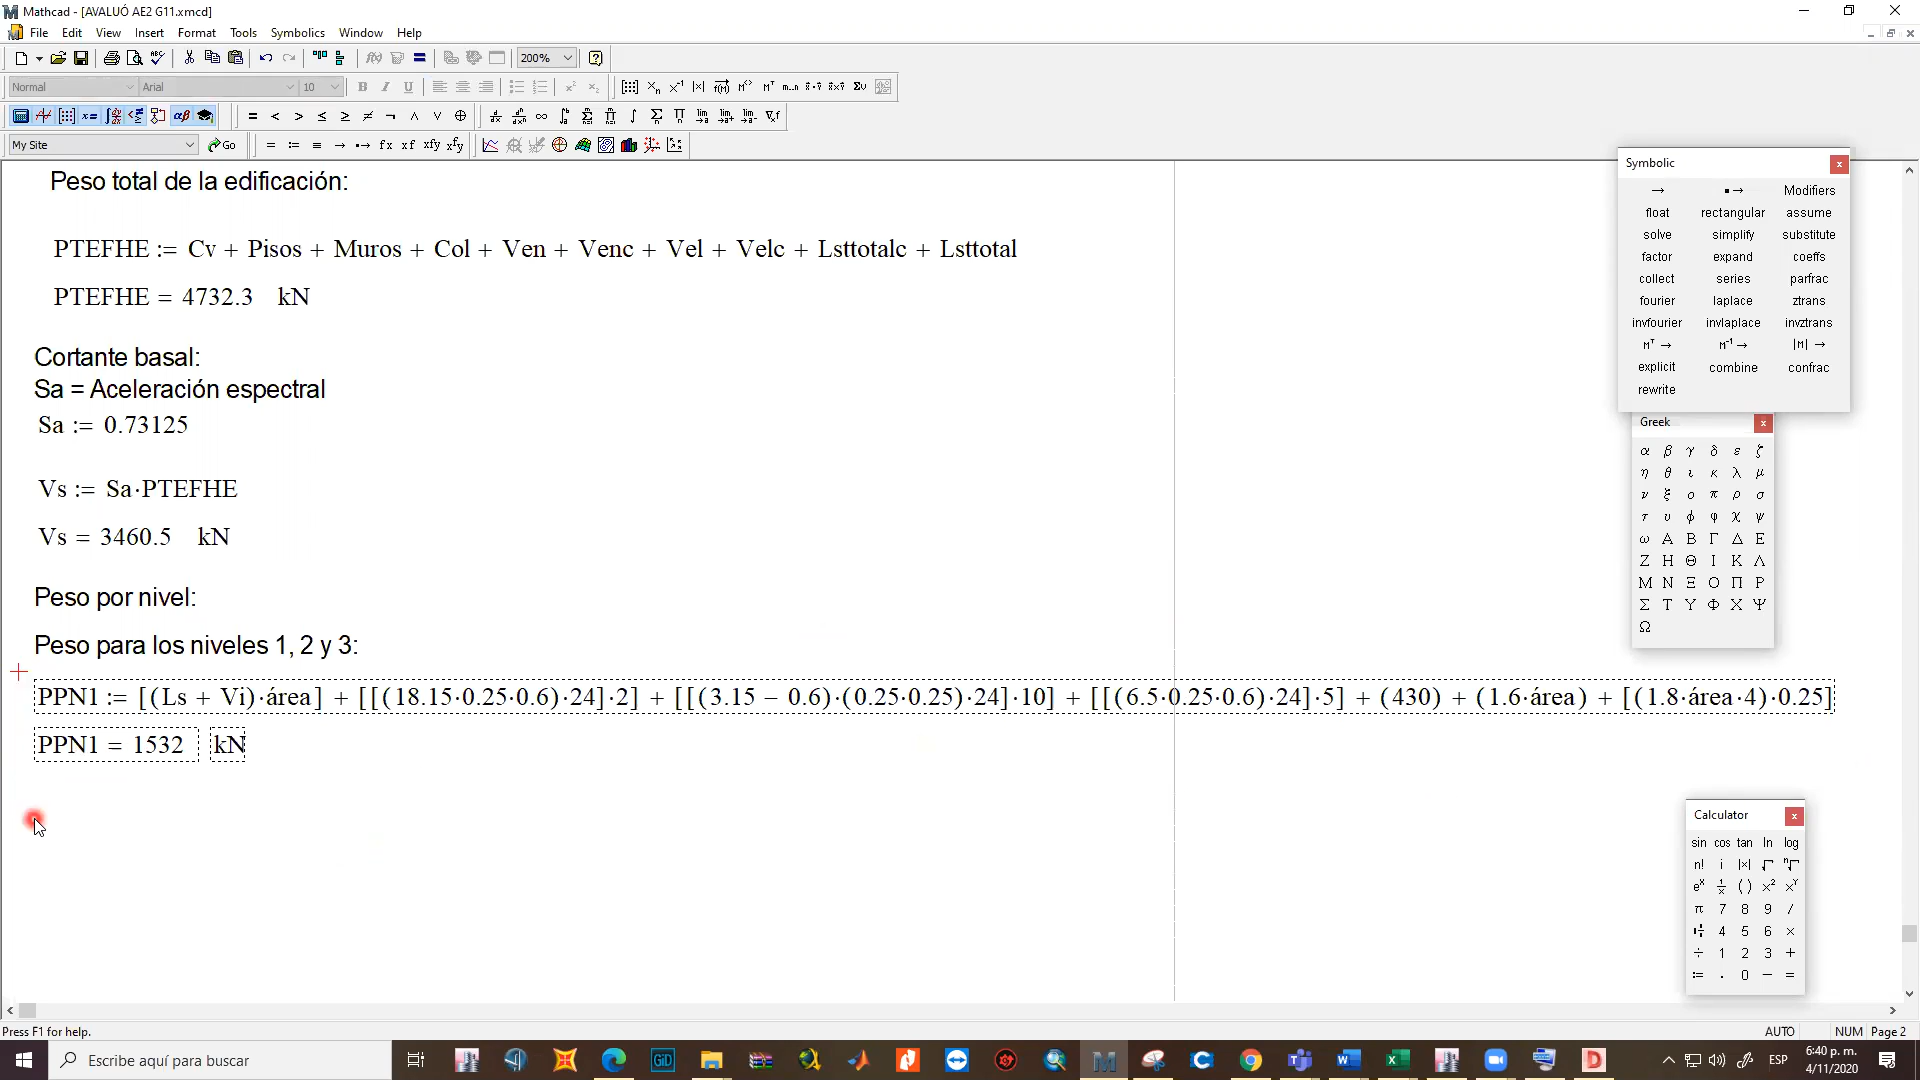 Mathcad - [AVALUÓ AE2 G11.xmcd]
File Edit View Insert Format Tools Symbolics Window Help
200%
Normal Arial 10 B I U
My Site Go
Peso total de la edificación:
PTEFHE := Cv + Pisos + Muros + Col + Ven + Venc + Vel + Velc + Lsttotalc + Lsttotal
PTEFHE = 4732.3 kN
Cortante basal:
Sa = Aceleración espectral
Sa := 0.73125
Vs := Sa·PTEFHE
Vs = 3460.5 kN
Peso por nivel:
Peso para los niveles 1, 2 y 3:
PPN1 := [(Ls + Vi)·área] + [[(18.15·0.25·0.6)·24]·2] + [[(3.15 − 0.6)·(0.25·0.25)·24]·10] + [[(6.5·0.25·0.6)·24]·5] + (430) + (1.6·área) + [(1.8·área·4)·0.25]
PPN1 = 1532 kN
Symbolic x
→ ▪→ Modifiers
float rectangular assume
solve simplify substitute
factor expand coeffs
collect series parfrac
fourier laplace ztrans
invfourier invlaplace invztrans
Mᵀ → M⁻¹ → |M| →
explicit combine confrac
rewrite
Greek x
α β γ δ ε ζ
η θ ι κ λ μ
ν ξ ο π ρ σ
τ υ ϕ φ χ ψ
ω Α Β Γ Δ Ε
Ζ Η Θ Ι Κ Λ
Μ Ν Ξ Ο Π Ρ
Σ Τ Υ Φ Χ Ψ
Ω
Calculator x
sin cos tan ln log
n! i |×| √ ⁿ√
eˣ 1/x ( ) x² xʸ
π 7 8 9 /
4 5 6 ×
÷ 1 2 3 +
:= . 0 − =
Press F1 for help.
AUTO NUM Page 2
Escribe aquí para buscar
GiD
ESP
6:40 p. m.
4/11/2020